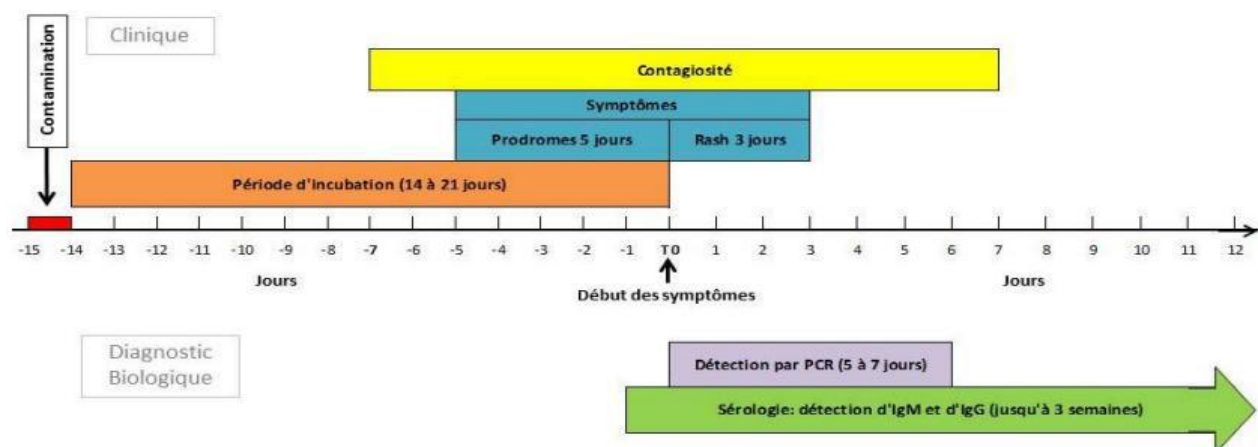 Contamination
Clinique
Contagiosité
Symptômes
Prodromes 5 jours
Rash 3 jours
Période d'incubation (14 à 21 jours)
-15 -14 -13 -12 -11 -10 -9 -8 -7 -6 -5 -4 -3 -2 -1 T0 1 2 3 4 5 6 7 8 9 10 11 12
Jours
Jours
Début des symptômes
Diagnostic
Biologique
Détection par PCR (5 à 7 jours)
Sérologie: détection d'IgM et d'IgG (jusqu'à 3 semaines)